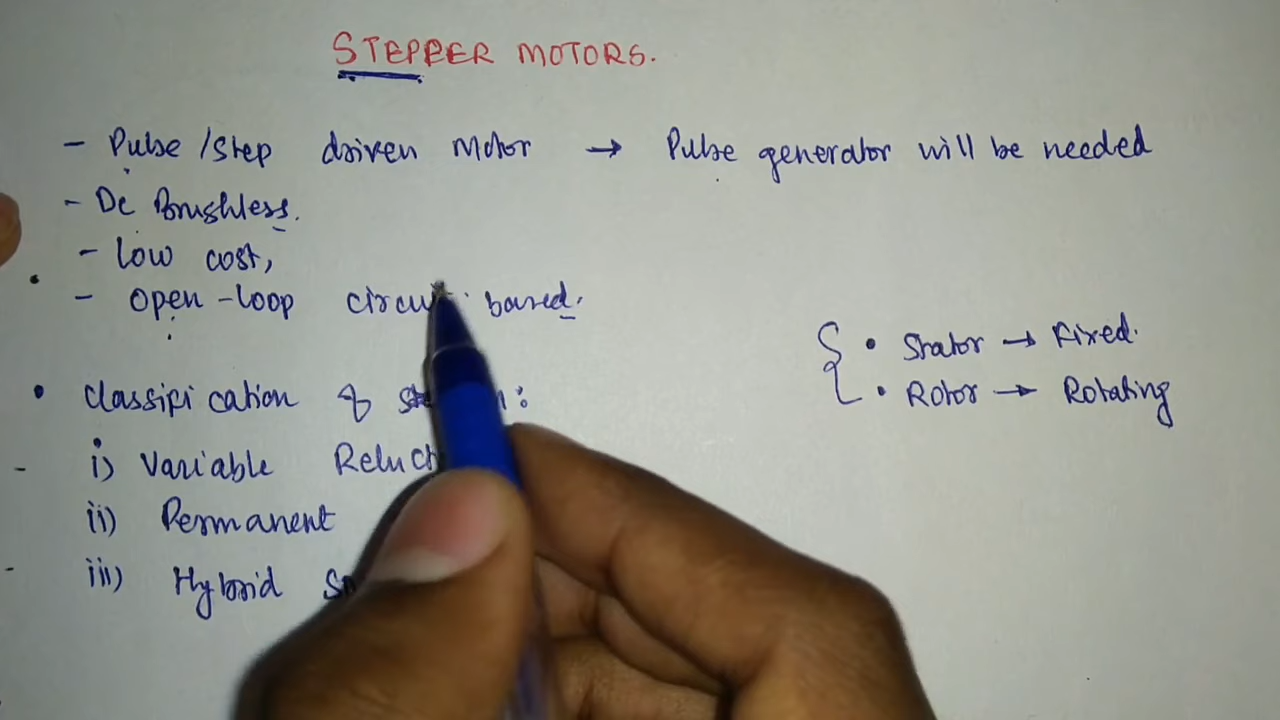 STEPPER MOTORS.
- Pulse/Step driven Motor → Pulse generator will be needed
- Dc Brushless.
- Low cost,
- Open-Loop based.
{ • Stator → Fixed.
• Rotor → Rotating
• Classification of
i) Variable
ii) Permanent
iii) Hybrid